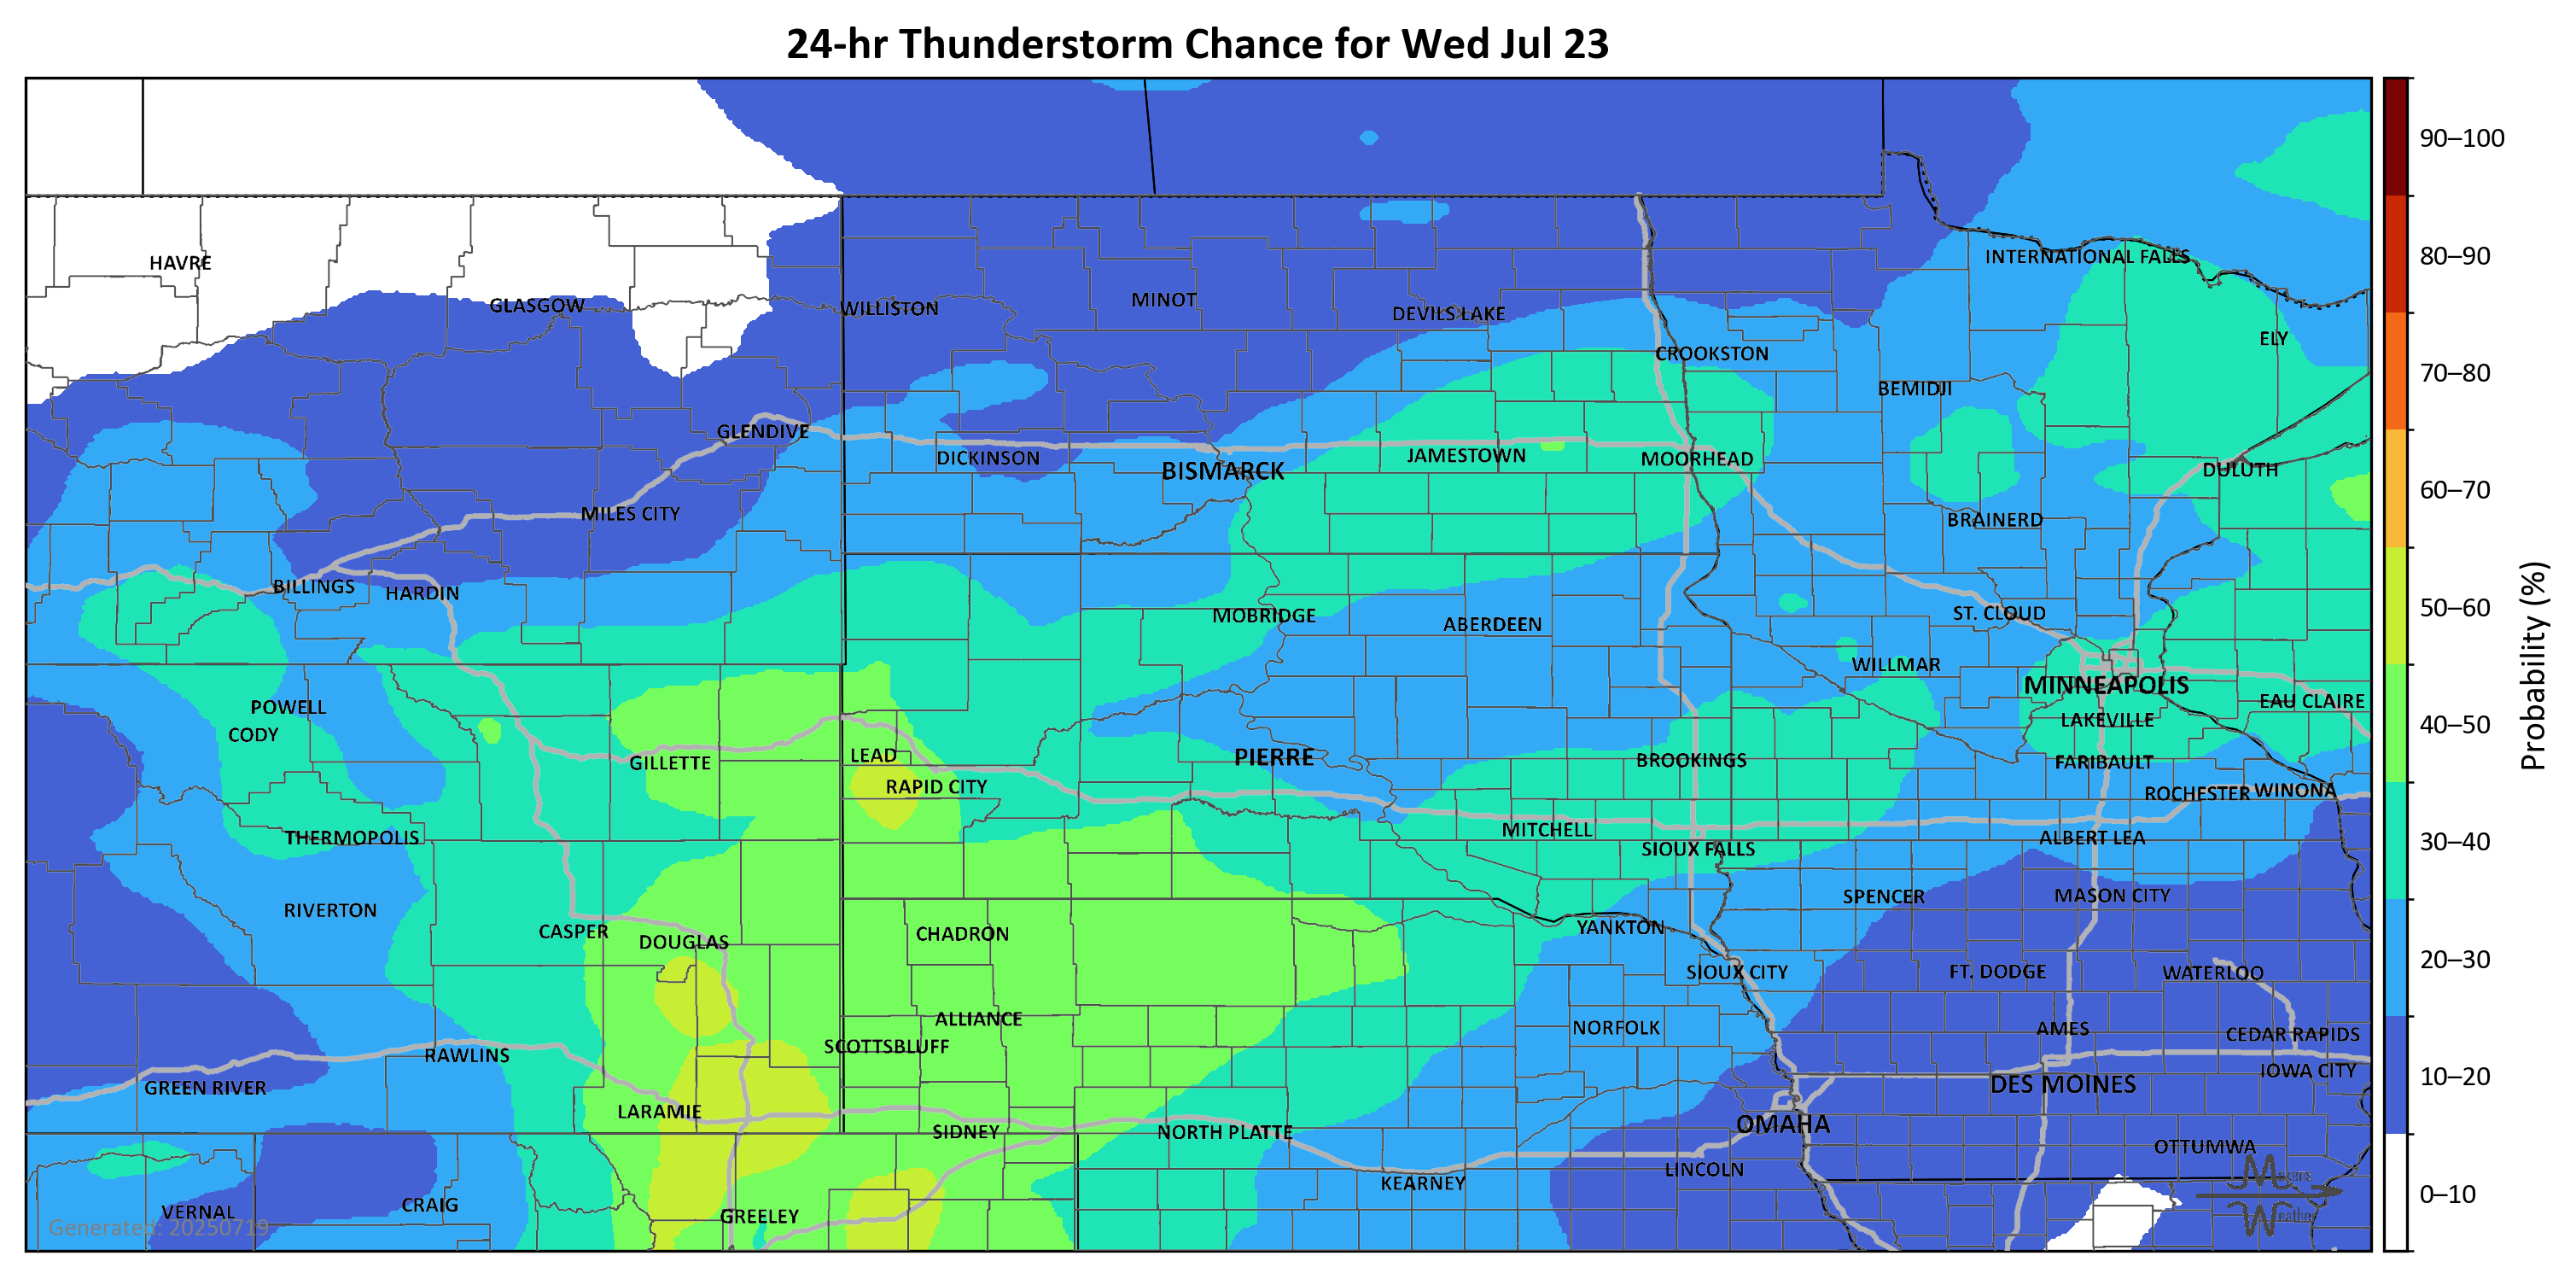 24-hr Thunderstorm Chance for Wed Jul 23
90–100
80–90
70–80
60–70
50–60
40–50
30–40
20–30
10–20
0–10
Probability (%)
INTERNATIONAL FALLS
HAVRE
MINOT
GLASGOW
WILLISTON
DEVILS LAKE
ELY
CROOKSTON
BEMIDJI
GLENDIVE
DICKINSON
JAMESTOWN
MOORHEAD
BISMARCK
DULUTH
MILES CITY
BRAINERD
BILLINGS
HARDIN
MOBRIDGE
ABERDEEN
ST. CLOUD
WILLMAR
MINNEAPOLIS
EAU CLAIRE
POWELL
LAKEVILLE
CODY
LEAD
PIERRE
BROOKINGS
GILLETTE
FARIBAULT
RAPID CITY
ROCHESTER
WINONA
MITCHELL
THERMOPOLIS
ALBERT LEA
SIOUX FALLS
SPENCER
MASON CITY
RIVERTON
YANKTON
CASPER
CHADRON
DOUGLAS
SIOUX CITY
FT. DODGE
WATERLOO
ALLIANCE
NORFOLK
AMES
CEDAR RAPIDS
SCOTTSBLUFF
RAWLINS
IOWA CITY
GREEN RIVER
DES MOINES
LARAMIE
OMAHA
SIDNEY
NORTH PLATTE
OTTUMWA
LINCOLN
KEARNEY
CRAIG
VERNAL
GREELEY
Generated: 20250719
Makens
Weather